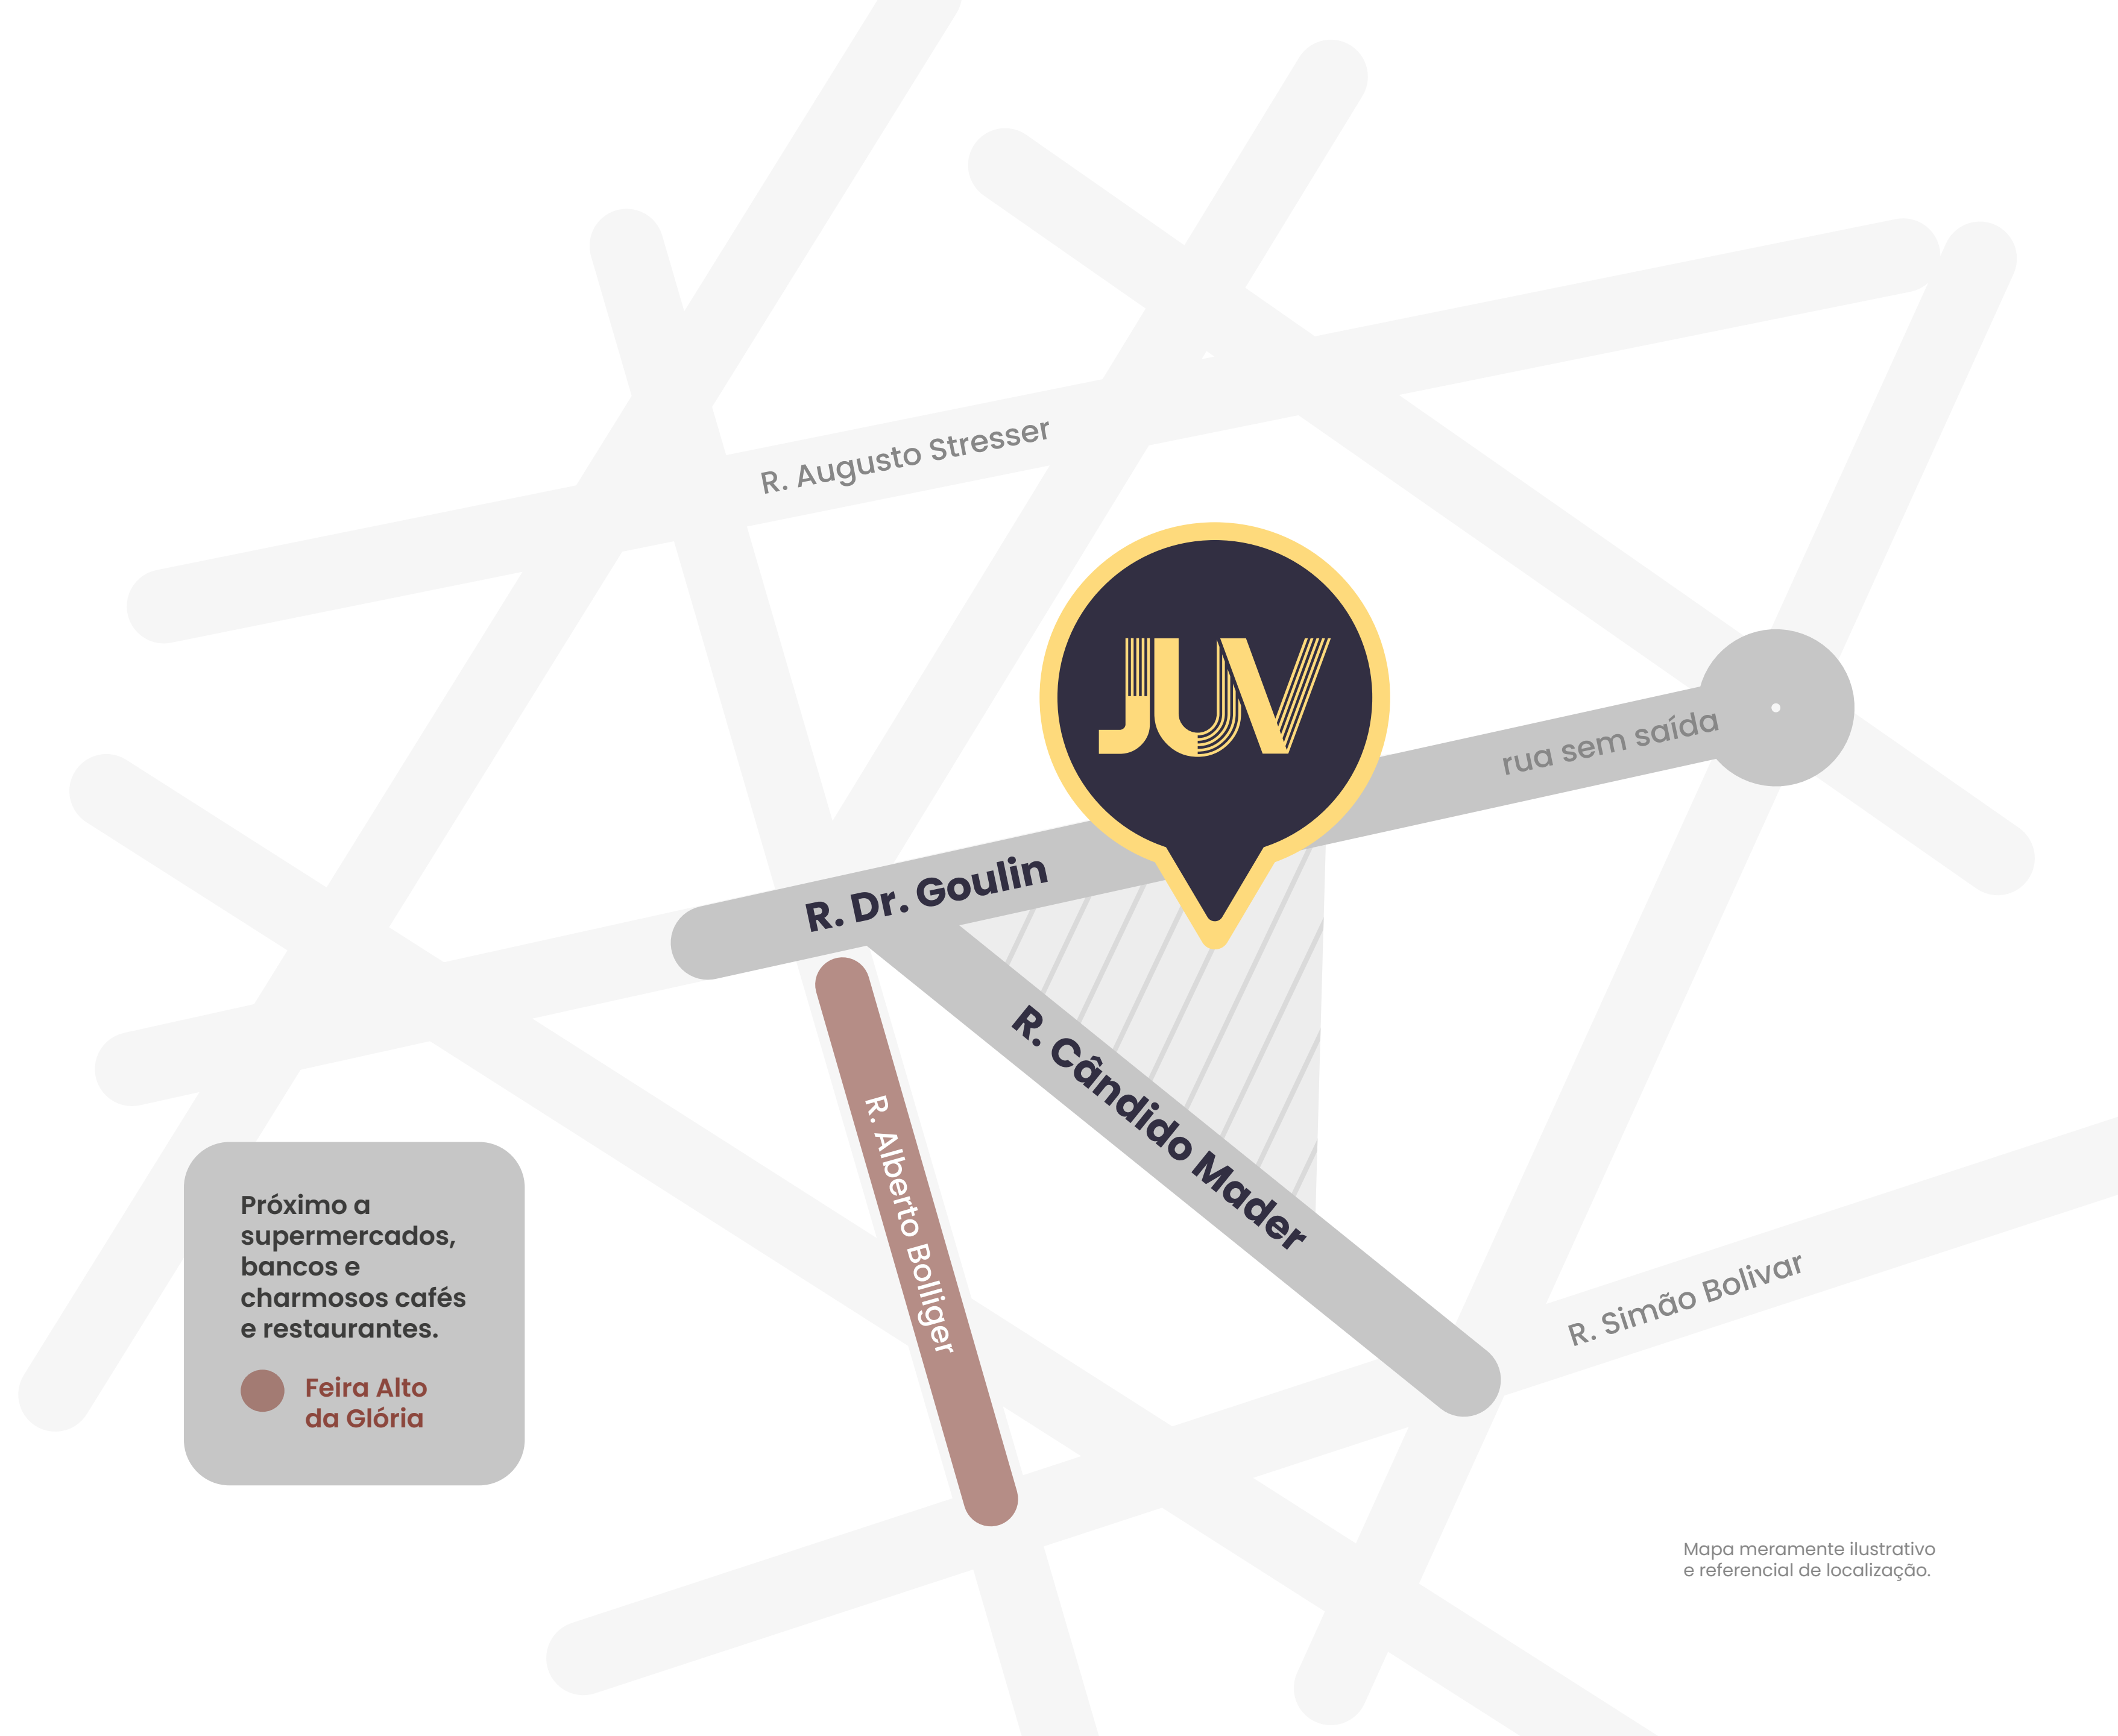 R. Augusto Stresser
JUV
rua sem saída
R. Dr. Goulin
R. Cândido Mader
R. Alberto Bolliger
R. Simão Bolivar
Próximo a
supermercados,
bancos e
charmosos cafés
e restaurantes.
Feira Alto
da Glória
Mapa meramente ilustrativo
e referencial de localização.